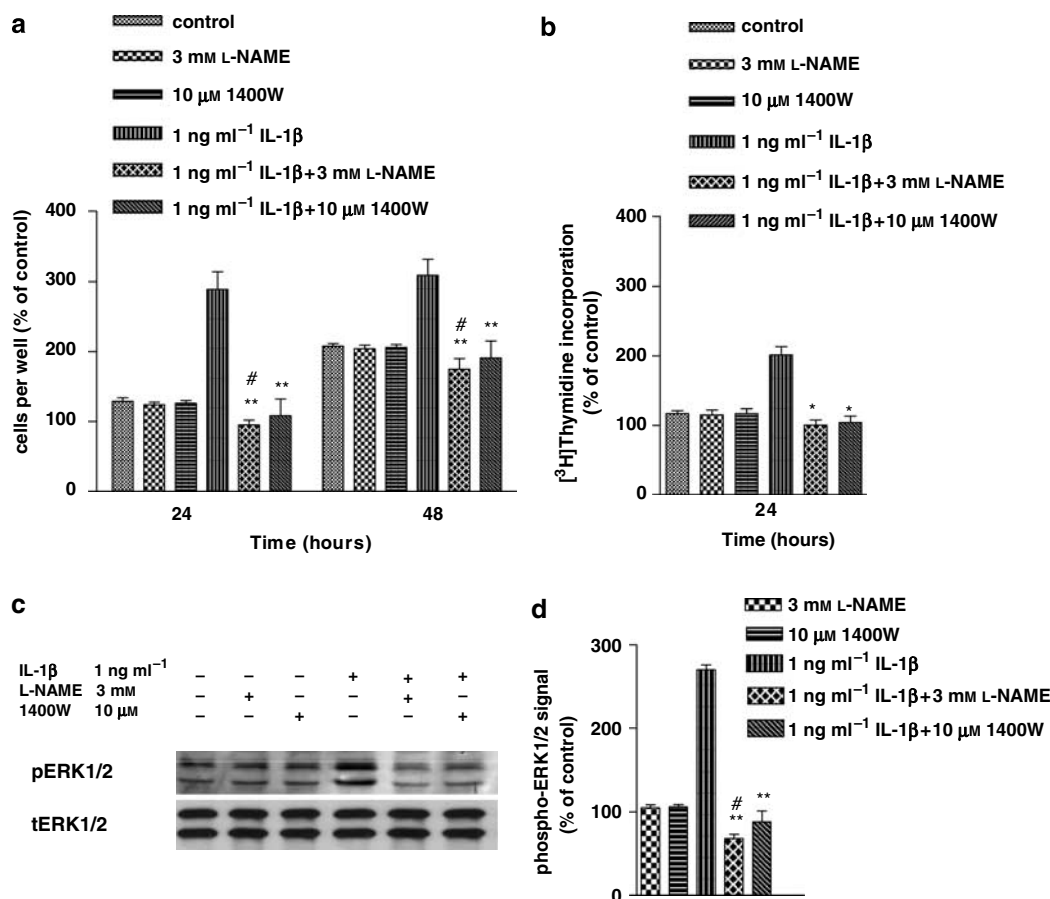 a
control
3 mM L-NAME
10 µM 1400W
1 ng ml⁻¹ IL-1β
1 ng ml⁻¹ IL-1β+3 mM L-NAME
1 ng ml⁻¹ IL-1β+10 µM 1400W
cells per well (% of control)
400
300
200
100
0
#
**
**
#
**
**
24
48
Time (hours)
b
control
3 mM L-NAME
10 µM 1400W
1 ng ml⁻¹ IL-1β
1 ng ml⁻¹ IL-1β+3 mM L-NAME
1 ng ml⁻¹ IL-1β+10 µM 1400W
[³H]Thymidine incorporation
(% of control)
400
300
200
100
0
*
*
24
Time (hours)
c
IL-1β 1 ng ml⁻¹ – – – + + +
L-NAME 3 mM – + – – + –
1400W 10 µM – – + – – +
pERK1/2
tERK1/2
d
3 mM L-NAME
10 µM 1400W
1 ng ml⁻¹ IL-1β
1 ng ml⁻¹ IL-1β+3 mM L-NAME
1 ng ml⁻¹ IL-1β+10 µM 1400W
phospho-ERK1/2 signal
(% of control)
300
200
100
0
#
**
**